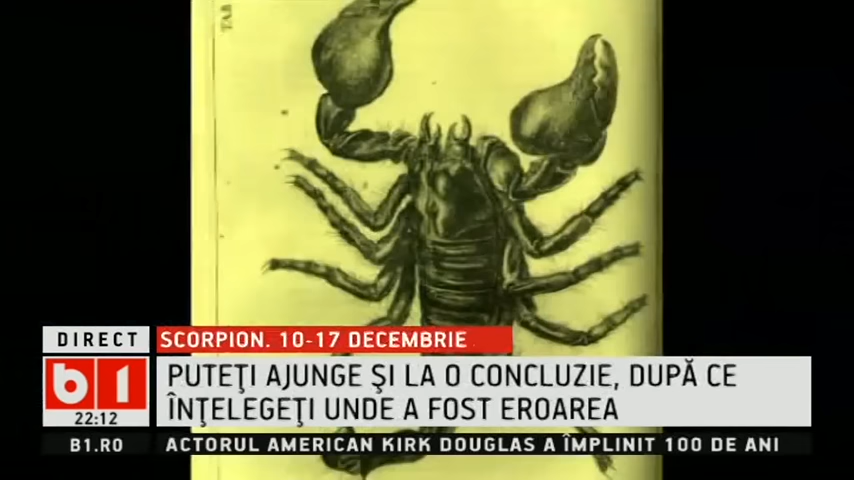 TAB
DIRECT
SCORPION. 10-17 DECEMBRIE
b1
PUTEŢI AJUNGE ŞI LA O CONCLUZIE, DUPĂ CE
ÎNŢELEGEŢI UNDE A FOST EROAREA
22:12
B1.RO
ACTORUL AMERICAN KIRK DOUGLAS A ÎMPLINIT 100 DE ANI